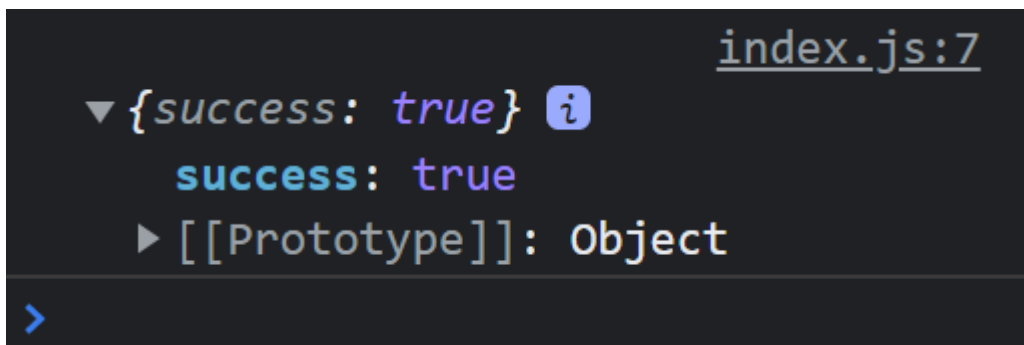 index.js:7
▼ {success: true} i
success: true
▶ [[Prototype]]: Object
>